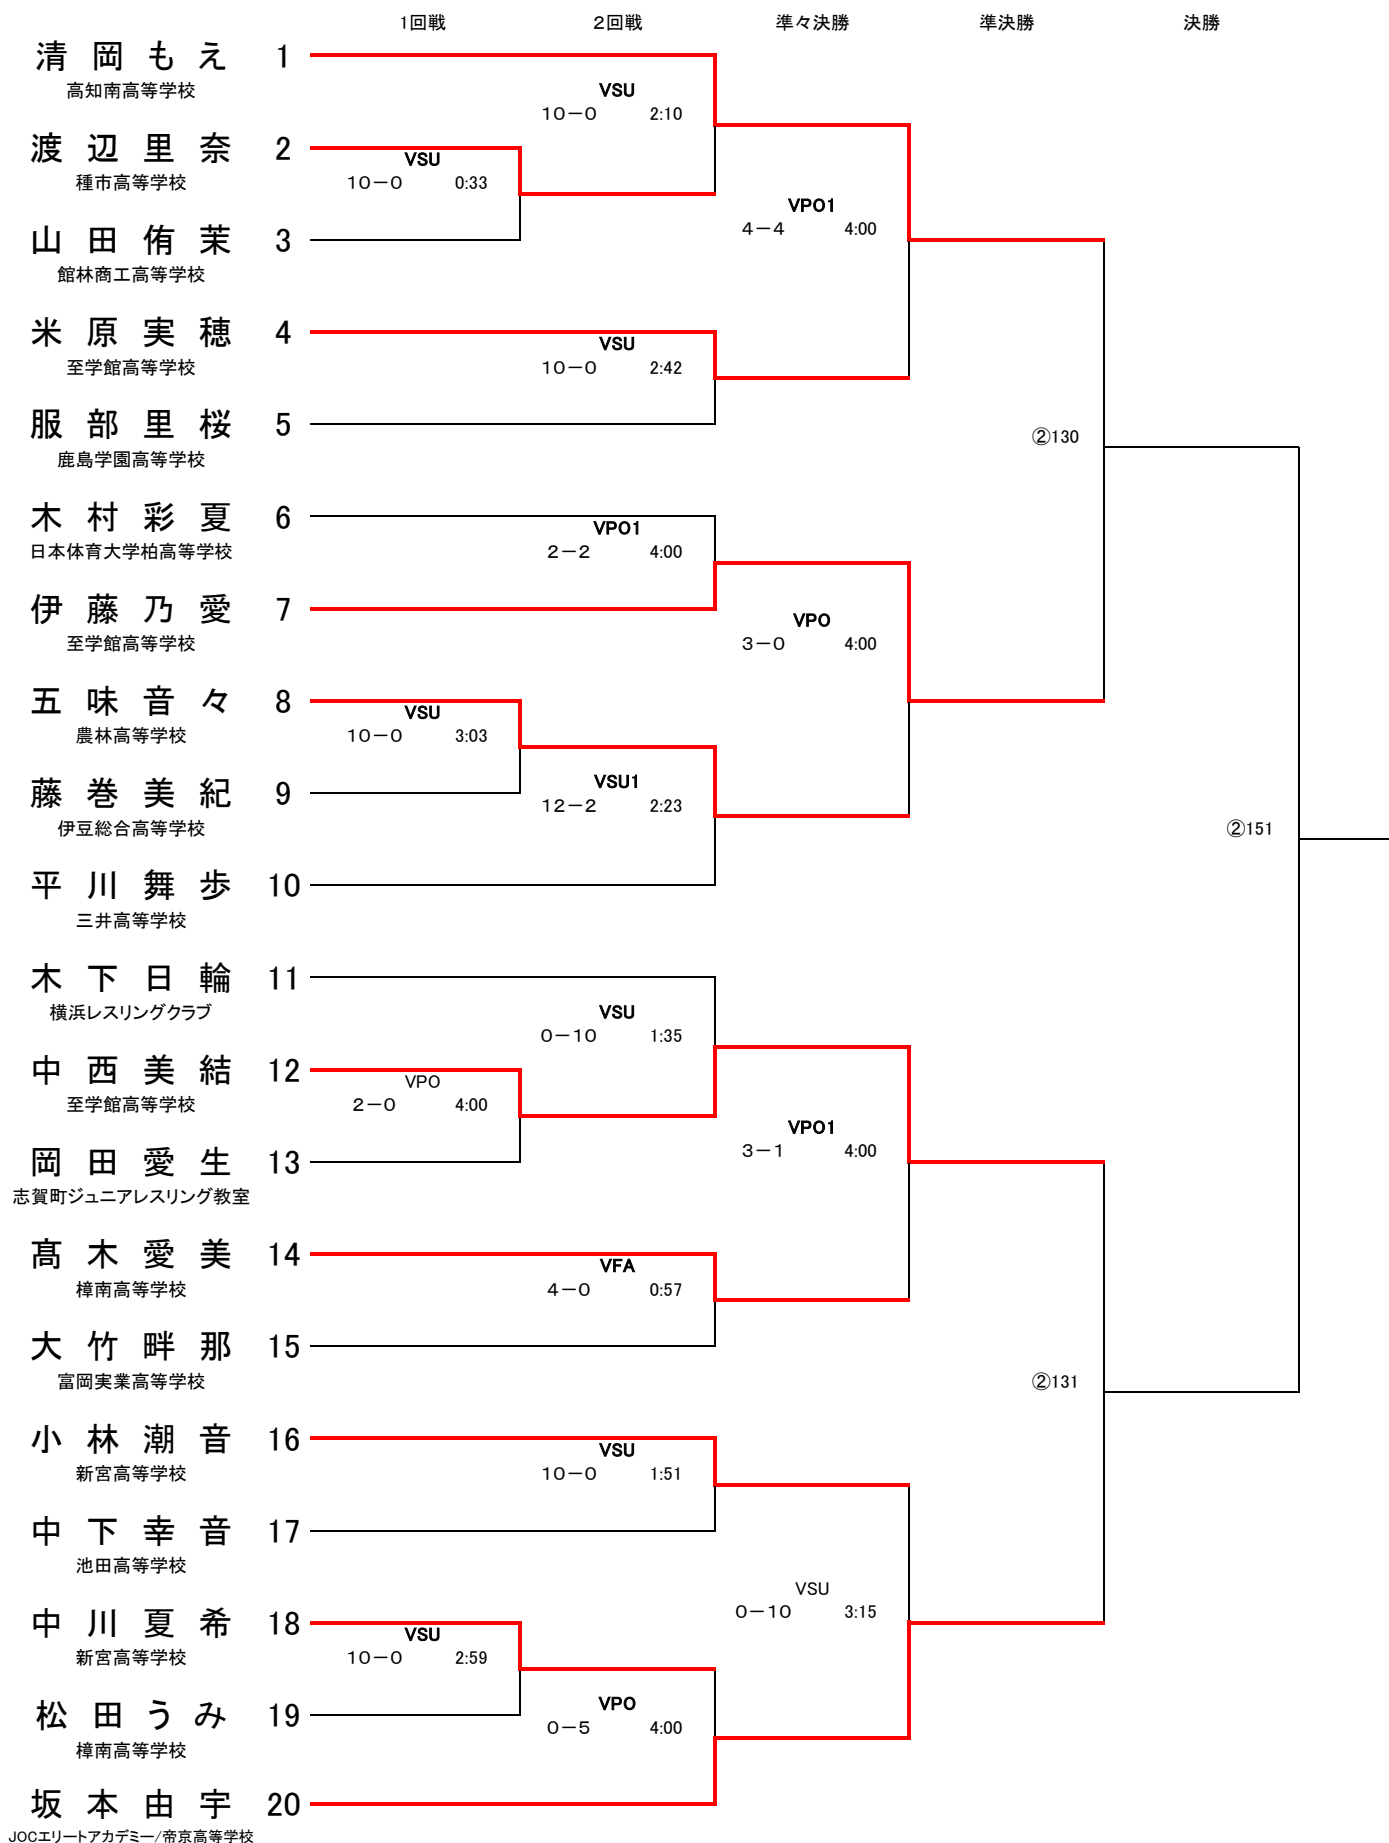 1回戦 2回戦 準々決勝 準決勝 決勝
清岡もえ 1
高知南高等学校
VSU
10－0 2:10
渡辺里奈 2
種市高等学校
VSU
10－0 0:33
VPO1
4－4 4:00
山田侑茉 3
館林商工高等学校
米原実穂 4
至学館高等学校
VSU
10－0 2:42
服部里桜 5
鹿島学園高等学校
②130
木村彩夏 6
日本体育大学柏高等学校
VPO1
2－2 4:00
伊藤乃愛 7
至学館高等学校
VPO
3－0 4:00
五味音々 8
農林高等学校
VSU
10－0 3:03
藤巻美紀 9
伊豆総合高等学校
VSU1
12－2 2:23
②151
平川舞歩 10
三井高等学校
木下日輪 11
横浜レスリングクラブ
VSU
0－10 1:35
中西美結 12
至学館高等学校
VPO
2－0 4:00
VPO1
3－1 4:00
岡田愛生 13
志賀町ジュニアレスリング教室
髙木愛美 14
樟南高等学校
VFA
4－0 0:57
大竹畔那 15
富岡実業高等学校
②131
小林潮音 16
新宮高等学校
VSU
10－0 1:51
中下幸音 17
池田高等学校
VSU
0－10 3:15
中川夏希 18
新宮高等学校
VSU
10－0 2:59
松田うみ 19
樟南高等学校
VPO
0－5 4:00
坂本由宇 20
JOCエリートアカデミー/帝京高等学校